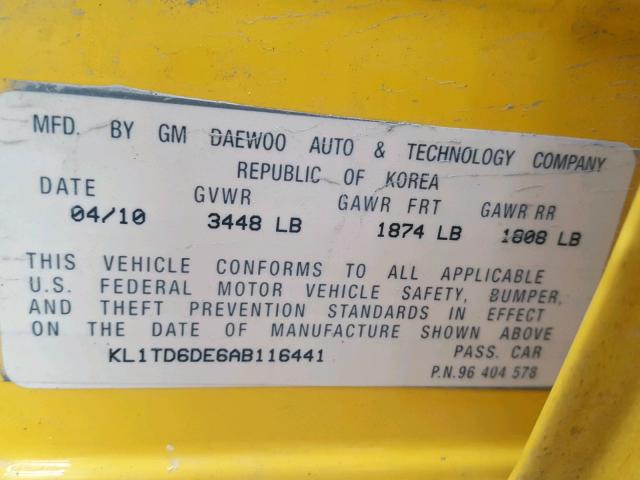 MFD. BY GM DAEWOO AUTO & TECHNOLOGY COMPANY
REPUBLIC OF KOREA
DATE GVWR GAWR FRT GAWR RR
04/10 3448 LB 1874 LB 1808 LB
THIS VEHICLE CONFORMS TO ALL APPLICABLE
U.S. FEDERAL MOTOR VEHICLE SAFETY, BUMPER,
AND THEFT PREVENTION STANDARDS IN EFFECT
ON THE DATE OF MANUFACTURE SHOWN ABOVE
KL1TD6DE6AB116441 PASS. CAR
P.N.96 404 578